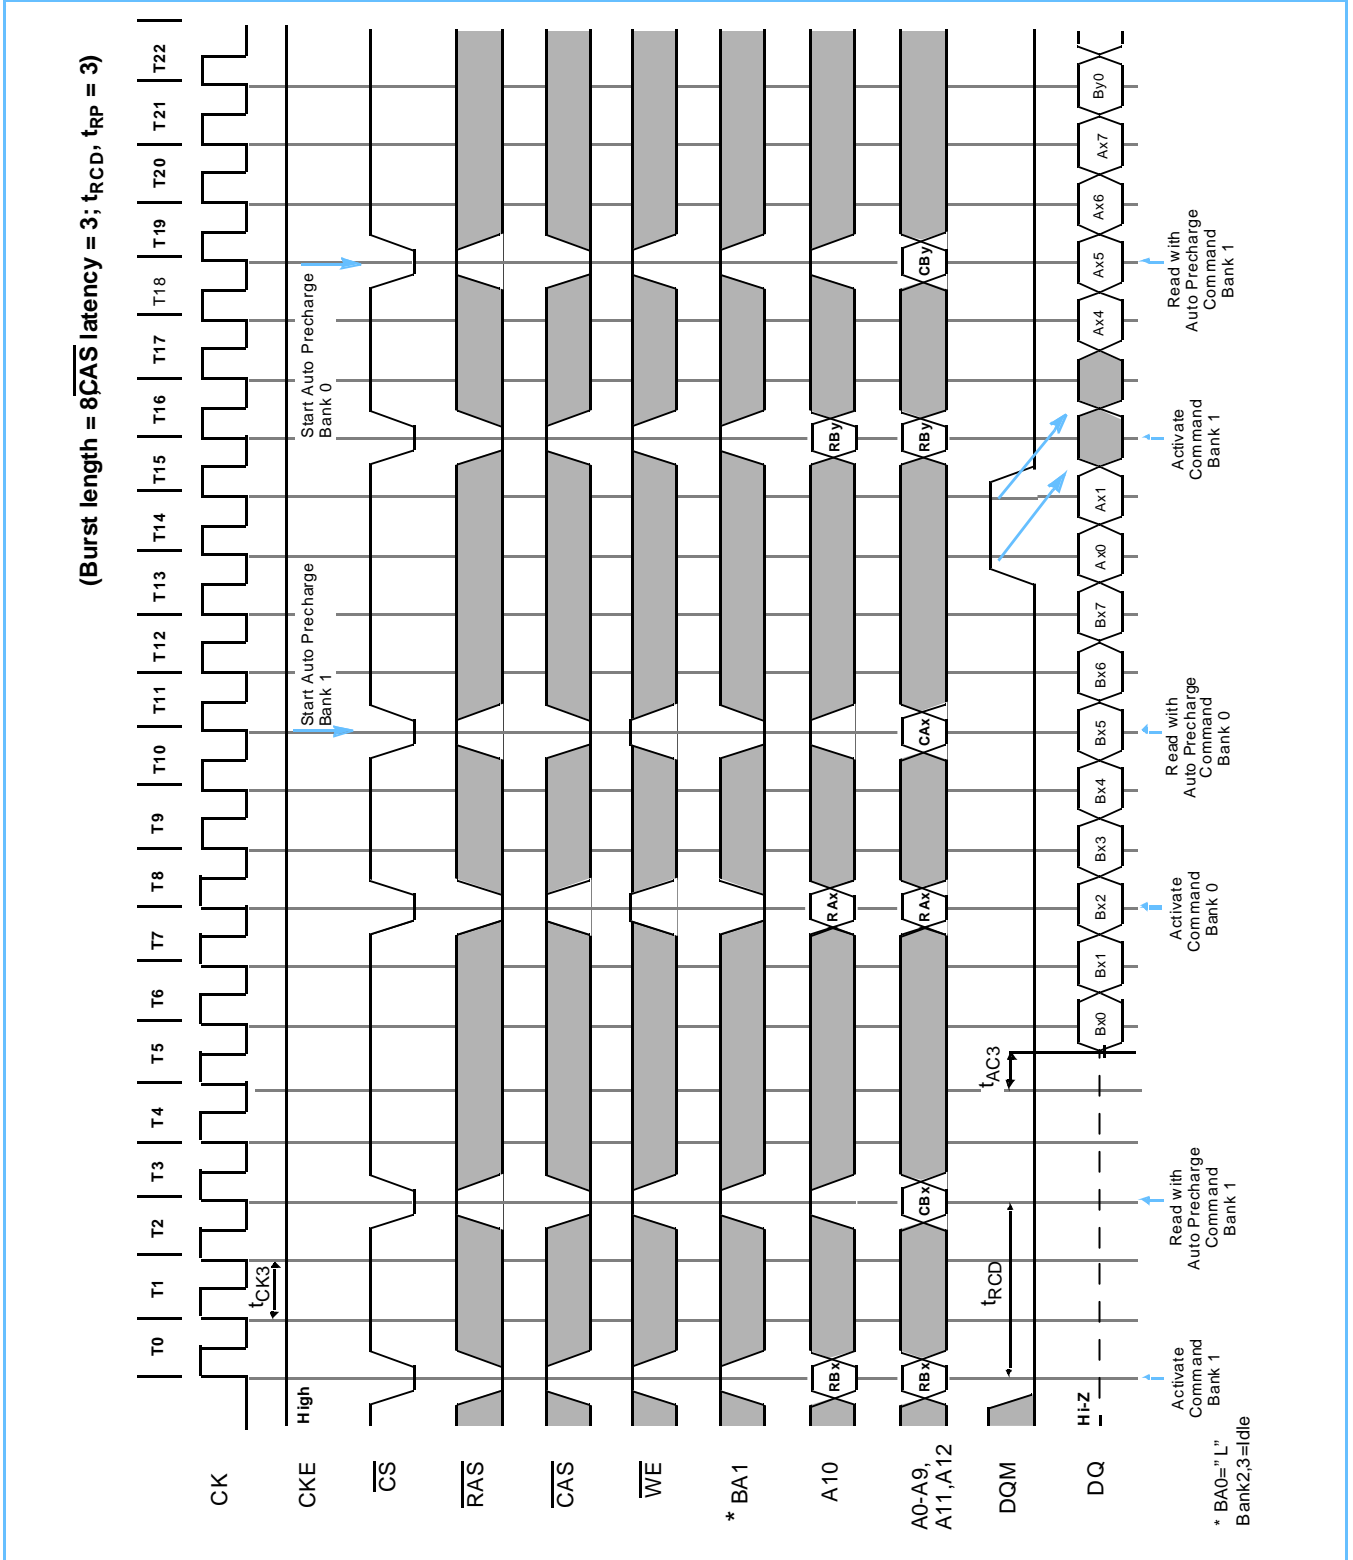 (Burst length = 8,CAS latency = 3; tRCD, tRP = 3)
T0 T1 T2 T3 T4 T5 T6 T7 T8 T9 T10 T11 T12 T13 T14 T15 T16 T17 T18 T19 T20 T21 T22
CK
tCK3
CKE
High
Start Auto Precharge
Bank 1
Start Auto Precharge
Bank 0
CS
RAS
CAS
WE
* BA1
A10
RBx RAx RBy
A0-A9,
A11,A12
RBx CBx RAx CAx RBy CBy
DQM
tRCD
tAC3
DQ
Hi-Z
Bx0 Bx1 Bx2 Bx3 Bx4 Bx5 Bx6 Bx7 Ax0 Ax1 Ax4 Ax5 Ax6 Ax7 By0
Activate
Command
Bank 1
Read with
Auto Precharge
Command
Bank 1
Activate
Command
Bank 0
Read with
Auto Precharge
Command
Bank 0
Activate
Command
Bank 1
Read with
Auto Precharge
Command
Bank 1
* BA0="L"
Bank2,3=Idle